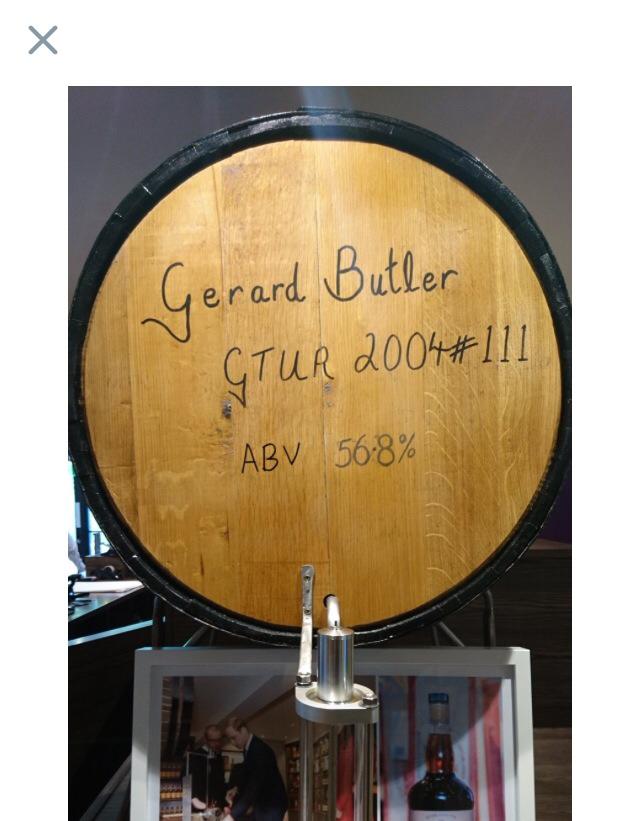 Gerard Butler
GTUR 2004#111
ABV 56.8%